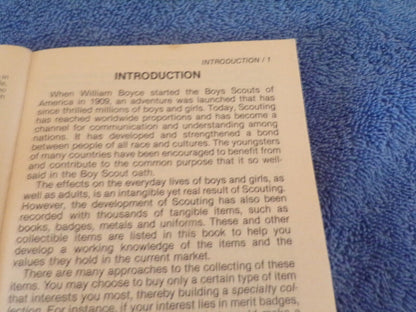 INTRODUCTION / 1
INTRODUCTION
When William Boyce started the Boys Scouts of
America in 1909, an adventure was launched that has
since thrilled millions of boys and girls. Today, Scouting
has reached worldwide proportions and has become a
channel for communication and understanding among
nations. It has developed and strengthened a bond
between people of all race and cultures. The youngsters
of many countries have been encouraged to benefit from
and contribute to the common purpose that it so well-
said in the Boy Scout oath.
The effects on the everyday lives of boys and girls, as
well as adults, is an intangible yet real result of Scouting.
However, the development of Scouting has also been
recorded with thousands of tangible items, such as
books, badges, metals and uniforms. These and other
collectible items are listed in this book to help you
develop a working knowledge of the items and the
values they hold in the current market.
There are many approaches to the collecting of these
items. You may choose to buy only a certain type of item
that interests you most, thereby building a specialty col-
lection. For instance, if your interest lies in merit badges,